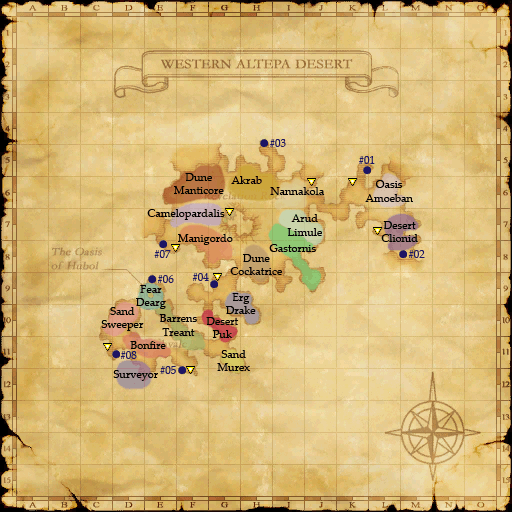 A B C D E F G H I J K L M N O
WESTERN ALTEPA DESERT
#03
#01
Dune
Manticore
Akrab
Nannakola
Oasis
Amoeban
Camelopardalis
Arud
Limule
Desert
Clionid
Manigordo
Gastornis
#07
#02
The Oasis
of Hubol
Dune
Cockatrice
#06
#04
Fear
Dearg
Erg
Drake
Sand
Sweeper
Barrens
Treant
Desert
Puk
Bonfire
#08
Sand
Murex
Surveyor
#05
A B C D E F G H I J K L M N O
1
2
3
4
5
6
7
8
9
10
11
12
13
14
15